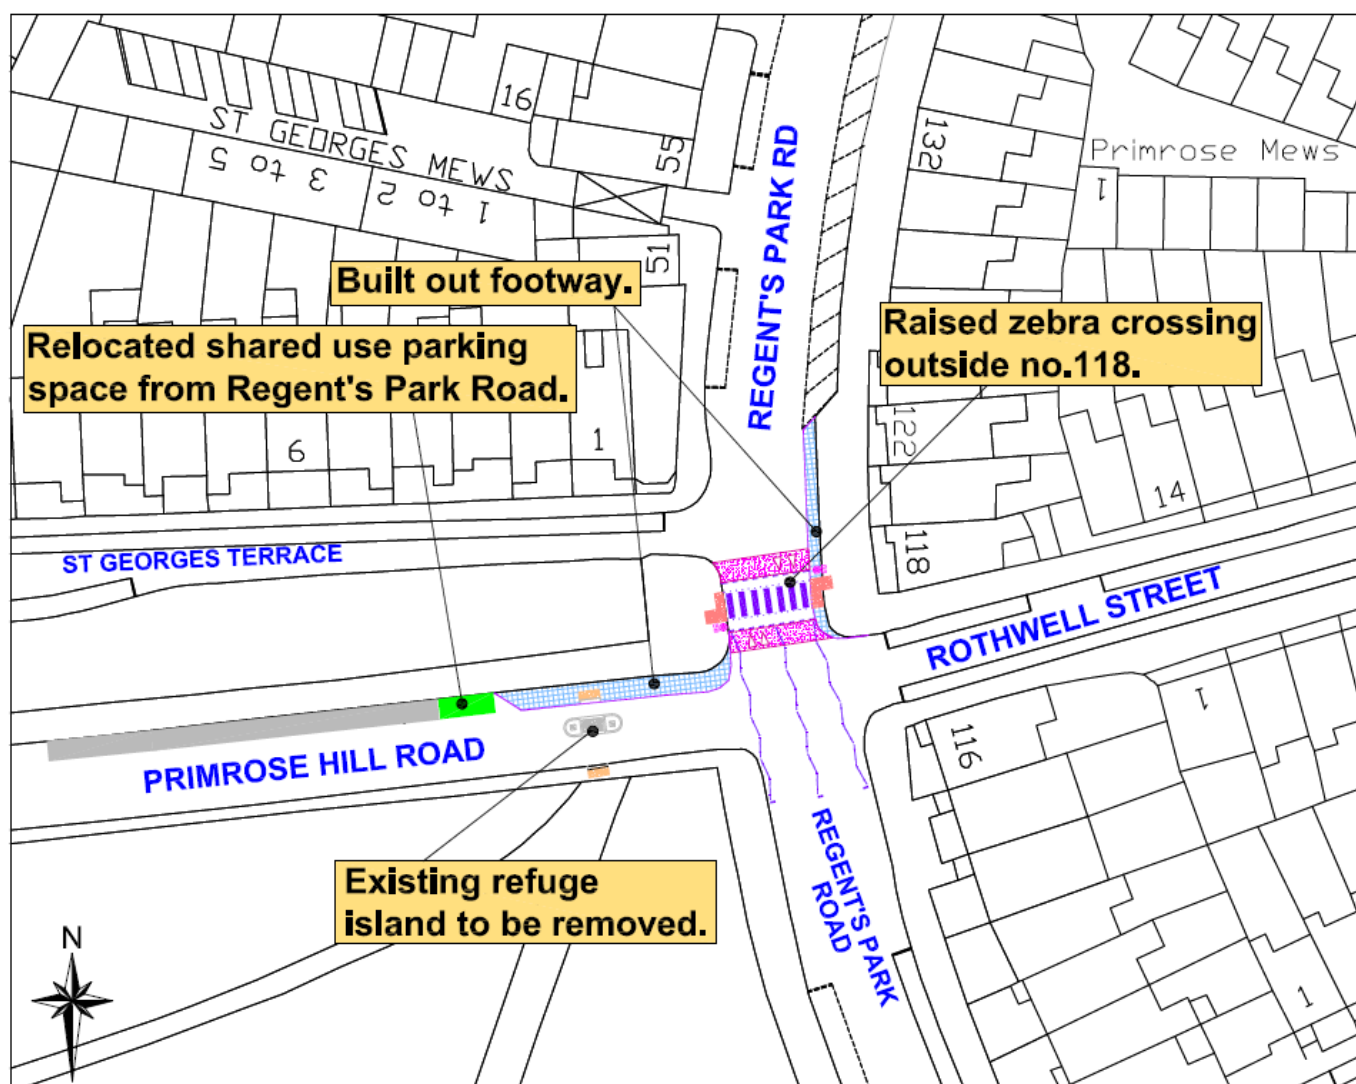 16
ST GEORGES MEWS
3 to 5
1 to 2
55
51
REGENT'S PARK RD
132
Primrose Mews
1
Built out footway.
Relocated shared use parking
space from Regent's Park Road.
Raised zebra crossing
outside no.118.
6
1
122
14
118
ST GEORGES TERRACE
ROTHWELL STREET
PRIMROSE HILL ROAD
116
1
REGENT'S PARK
ROAD
Existing refuge
island to be removed.
N
1